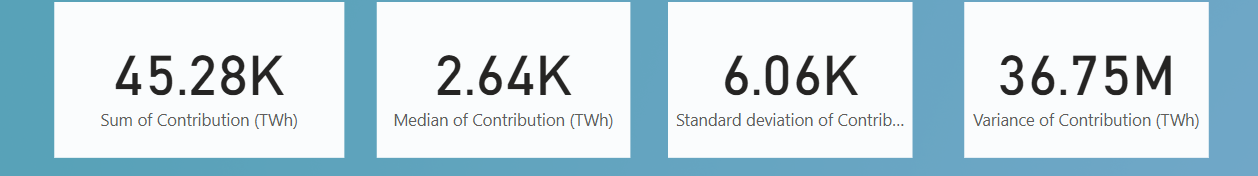 45.28K
Sum of Contribution (TWh)
2.64K
Median of Contribution (TWh)
6.06K
Standard deviation of Contrib...
36.75M
Variance of Contribution (TWh)